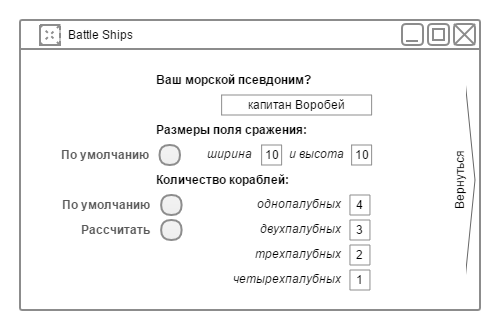 Battle Ships
Ваш морской псевдоним?
капитан Воробей
Размеры поля сражения:
По умолчанию ширина 10 и высота 10
Количество кораблей:
По умолчанию однопалубных 4
Рассчитать двухпалубных 3
трехпалубных 2
четырехпалубных 1
Вернуться